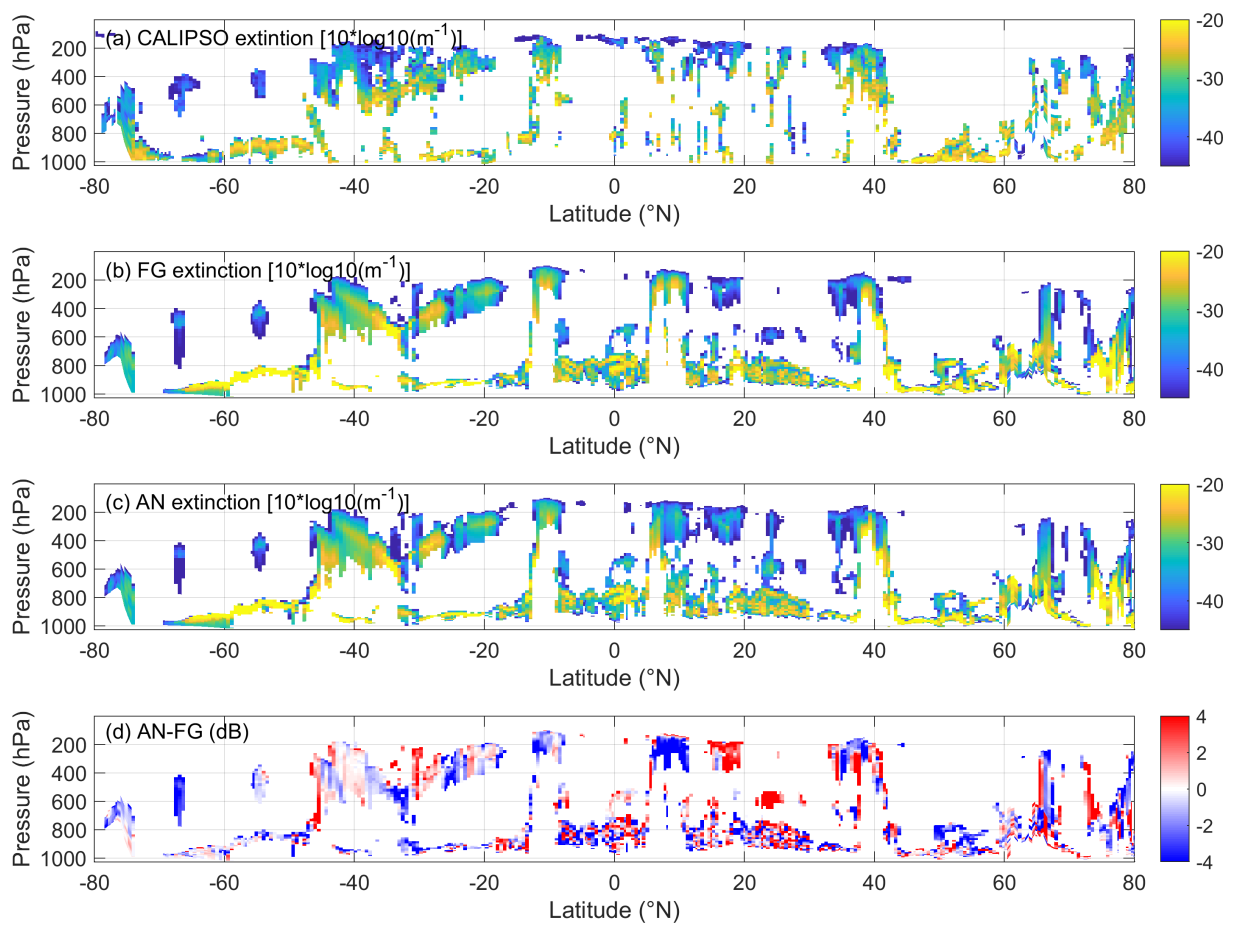 (a) CALIPSO extintion [10*log10(m⁻¹)]
Pressure (hPa)
200
400
600
800
1000
-80 -60 -40 -20 0 20 40 60 80
Latitude (°N)
-20
-30
-40
(b) FG extinction [10*log10(m⁻¹)]
Pressure (hPa)
200
400
600
800
1000
-80 -60 -40 -20 0 20 40 60 80
Latitude (°N)
-20
-30
-40
(c) AN extinction [10*log10(m⁻¹)]
Pressure (hPa)
200
400
600
800
1000
-80 -60 -40 -20 0 20 40 60 80
Latitude (°N)
-20
-30
-40
(d) AN-FG (dB)
Pressure (hPa)
200
400
600
800
1000
-80 -60 -40 -20 0 20 40 60 80
Latitude (°N)
4
2
0
-2
-4